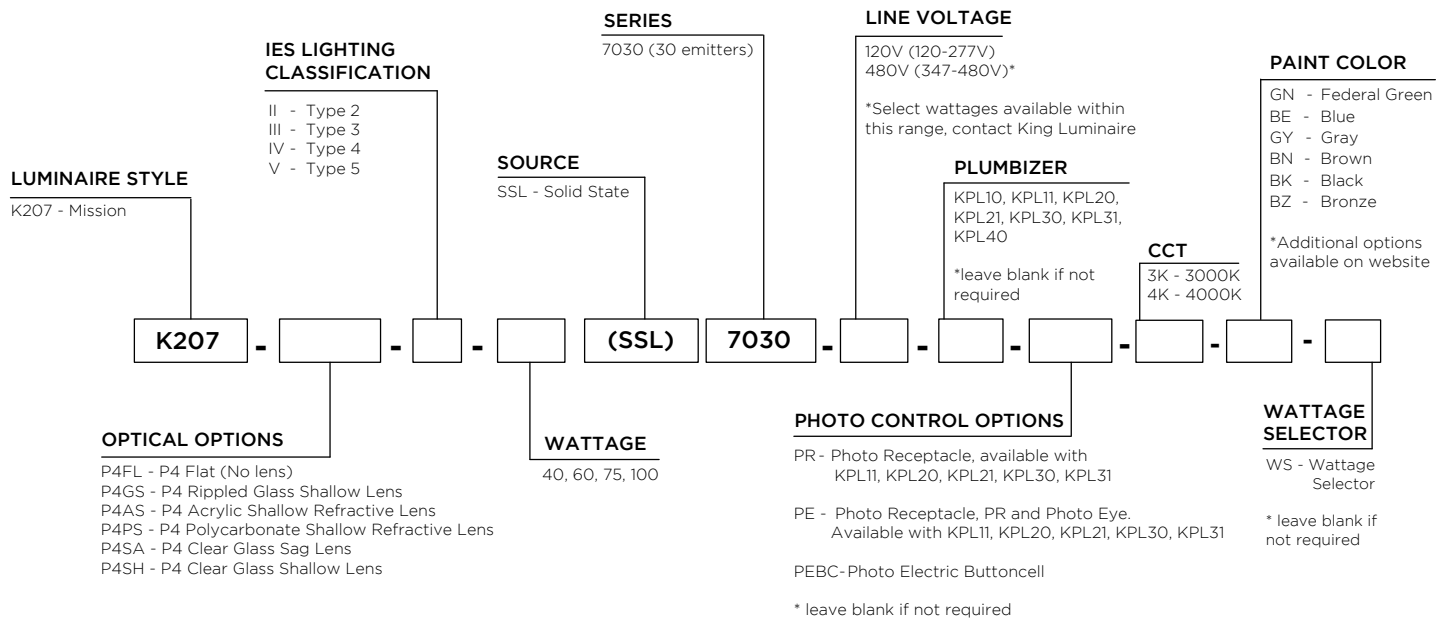 LUMINAIRE STYLE
K207 - Mission
IES LIGHTING
CLASSIFICATION
II - Type 2
III - Type 3
IV - Type 4
V - Type 5
SOURCE
SSL - Solid State
SERIES
7030 (30 emitters)
LINE VOLTAGE
120V (120-277V)
480V (347-480V)*
*Select wattages available within
this range, contact King Luminaire
PLUMBIZER
KPL10, KPL11, KPL20,
KPL21, KPL30, KPL31,
KPL40
*leave blank if not
required
CCT
3K - 3000K
4K - 4000K
PAINT COLOR
GN - Federal Green
BE - Blue
GY - Gray
BN - Brown
BK - Black
BZ - Bronze
*Additional options
available on website
K207 - - - (SSL) 7030 - - - - - -
OPTICAL OPTIONS
P4FL - P4 Flat (No lens)
P4GS - P4 Rippled Glass Shallow Lens
P4AS - P4 Acrylic Shallow Refractive Lens
P4PS - P4 Polycarbonate Shallow Refractive Lens
P4SA - P4 Clear Glass Sag Lens
P4SH - P4 Clear Glass Shallow Lens
WATTAGE
40, 60, 75, 100
PHOTO CONTROL OPTIONS
PR - Photo Receptacle, available with
KPL11, KPL20, KPL21, KPL30, KPL31
PE - Photo Receptacle, PR and Photo Eye.
Available with KPL11, KPL20, KPL21, KPL30, KPL31
PEBC-Photo Electric Buttoncell
* leave blank if not required
WATTAGE
SELECTOR
WS - Wattage
Selector
* leave blank if
not required